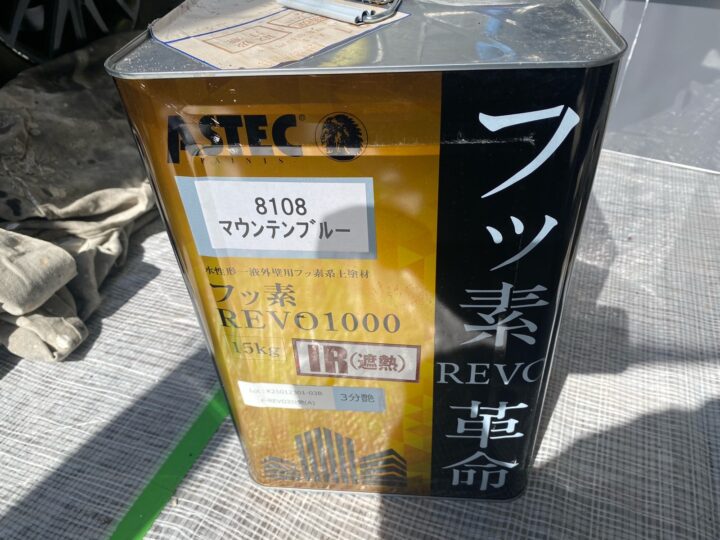 ASTEC
PAINTS
8108
マウンテンブルー
水性形一液外壁用フッ素系上塗材
フッ素
REVO1000
15kg
IR(遮熱)
3分艶
フッ素
REVO
革命